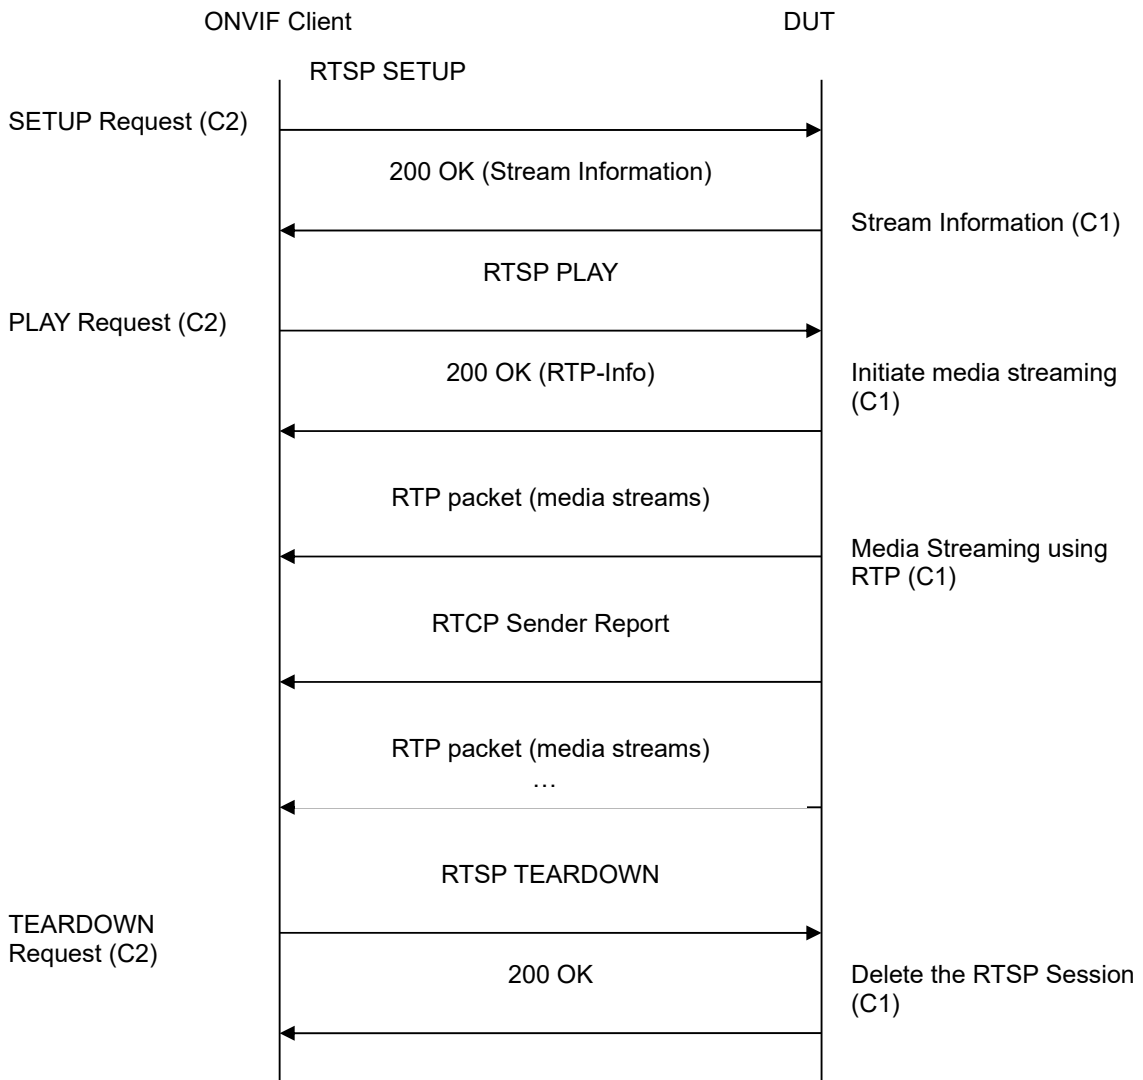 ONVIF Client
DUT
RTSP SETUP
SETUP Request (C2)
200 OK (Stream Information)
Stream Information (C1)
RTSP PLAY
PLAY Request (C2)
200 OK (RTP-Info)
Initiate media streaming
(C1)
RTP packet (media streams)
Media Streaming using
RTP (C1)
RTCP Sender Report
RTP packet (media streams)
…
RTSP TEARDOWN
TEARDOWN
Request (C2)
200 OK
Delete the RTSP Session
(C1)